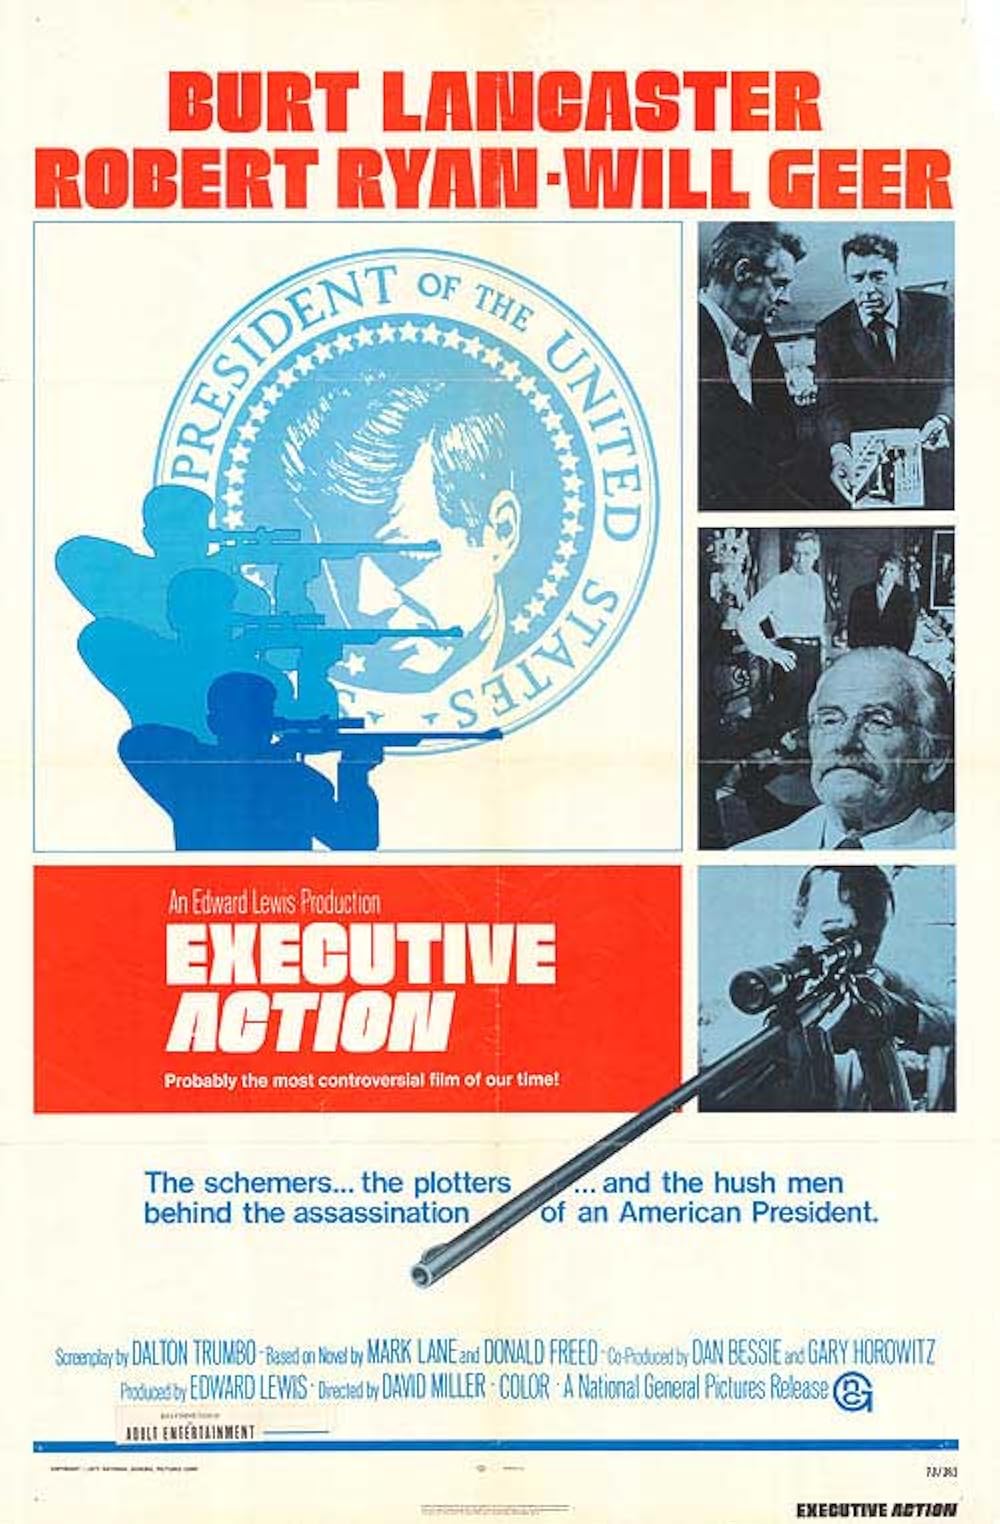 BURT LANCASTER
ROBERT RYAN·WILL GEER
PRESIDENT OF THE UNITED STATES
An Edward Lewis Production
EXECUTIVE
ACTION
Probably the most controversial film of our time!
The schemers... the plotters ...and the hush men
behind the assassination of an American President.
Screenplay by DALTON TRUMBO · Based on Novel by MARK LANE and DONALD FREED · Co-Produced by DAN BESSIE and GARY HOROWITZ
Produced by EDWARD LEWIS · Directed by DAVID MILLER · COLOR · A National General Pictures Release
ADULT ENTERTAINMENT
73/363
EXECUTIVE ACTION